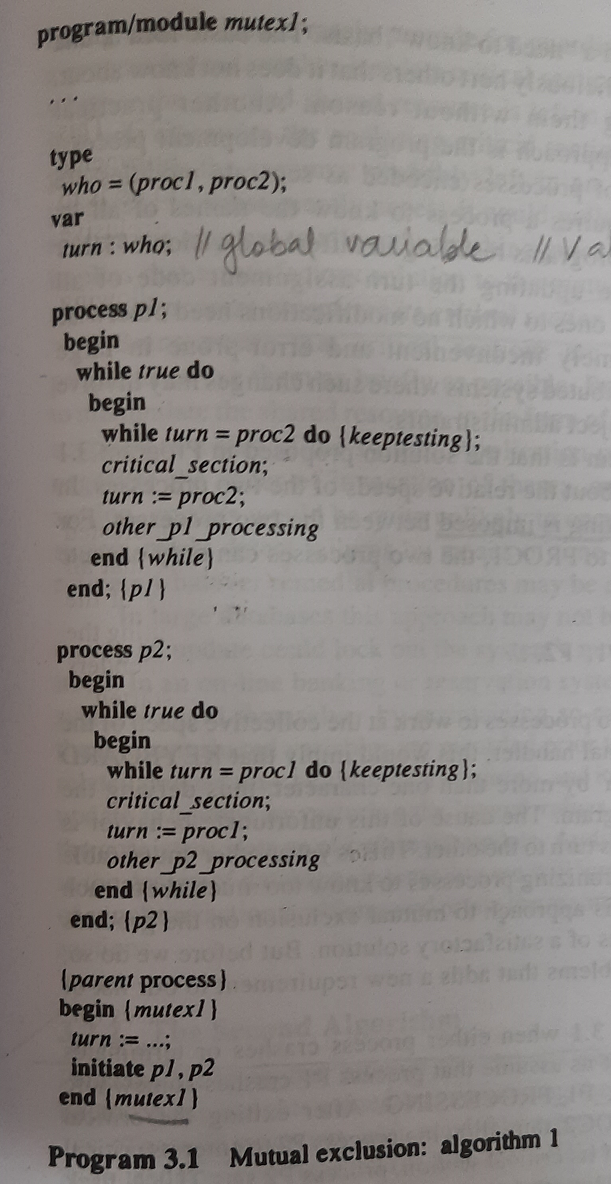 program/module mutex1;
...
type
who = (proc1, proc2);
var
turn : who; // global variable //
process p1;
begin
while true do
begin
while turn = proc2 do {keeptesting};
critical_section;
turn := proc2;
other_p1_processing
end {while}
end; {p1}
process p2;
begin
while true do
begin
while turn = proc1 do {keeptesting};
critical_section;
turn := proc1;
other_p2_processing
end {while}
end; {p2}
{parent process}
begin {mutex1}
turn := ...;
initiate p1, p2
end {mutex1}
Program 3.1 Mutual exclusion: algorithm 1